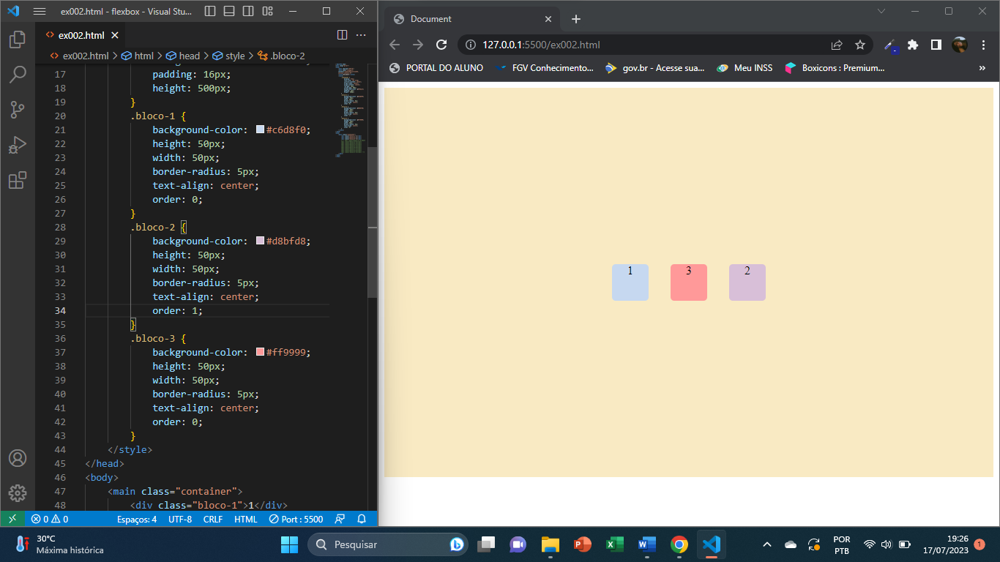 ex002.html - flexbox - Visual Stu...
ex002.html
ex002.html > html > head > style > .bloco-2
17 padding: 16px;
18 height: 500px;
19 }
20 .bloco-1 {
21 background-color: #c6d8f0;
22 height: 50px;
23 width: 50px;
24 border-radius: 5px;
25 text-align: center;
26 order: 0;
27 }
28 .bloco-2 {
29 background-color: #d8bfd8;
30 height: 50px;
31 width: 50px;
32 border-radius: 5px;
33 text-align: center;
34 order: 1;
35 }
36 .bloco-3 {
37 background-color: #ff9999;
38 height: 50px;
39 width: 50px;
40 border-radius: 5px;
41 text-align: center;
42 order: 0;
43 }
44 </style>
45 </head>
46 <body>
47 <main class="container">
48 <div class="bloco-1">1</div>
0 0 Espaços: 4 UTF-8 CRLF HTML Port : 5500
Document
127.0.0.1:5500/ex002.html
PORTAL DO ALUNO FGV Conhecimento... gov.br - Acesse sua... Meu INSS Boxicons : Premium... »
1 3 2
30°C
Máxima histórica
Pesquisar
POR
PTB
19:26
17/07/2023
1